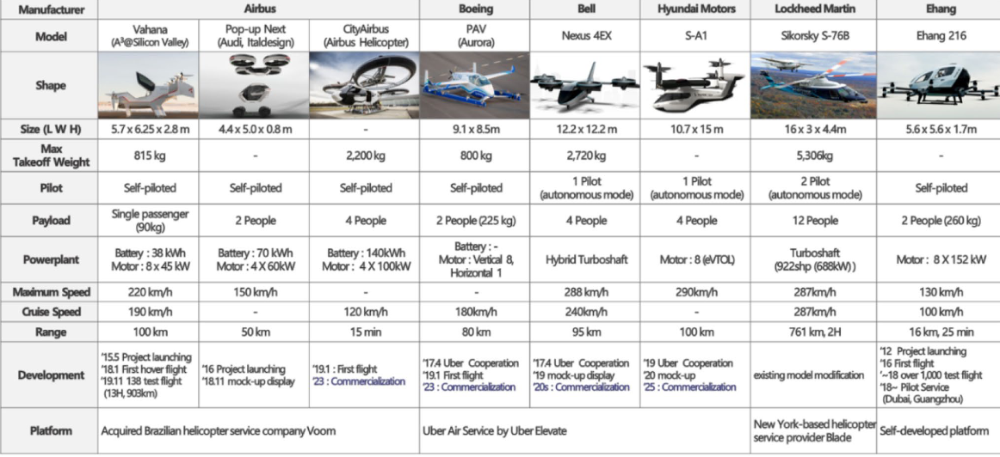 Manufacturer Airbus Boeing Bell Hyundai Motors Lockheed Martin Ehang
Model Vahana (A³@Silicon Valley) Pop-up Next (Audi, Italdesign) CityAirbus (Airbus Helicopter) PAV (Aurora) Nexus 4EX S-A1 Sikorsky S-76B Ehang 216
Shape
Size (L W H) 5.7 x 6.25 x 2.8 m 4.4 x 5.0 x 0.8 m - 9.1 x 8.5m 12.2 x 12.2 m 10.7 x 15 m 16 x 3 x 4.4m 5.6 x 5.6 x 1.7m
Max Takeoff Weight 815 kg - 2,200 kg 800 kg 2,720 kg - 5,306kg -
Pilot Self-piloted Self-piloted Self-piloted Self-piloted 1 Pilot (autonomous mode) 1 Pilot (autonomous mode) 2 Pilot (autonomous mode) Self-piloted
Payload Single passenger (90kg) 2 People 4 People 2 People (225 kg) 4 People 4 People 12 People 2 People (260 kg)
Powerplant Battery : 38 kWh Motor : 8 x 45 kW Battery : 70 kWh Motor : 4 X 60kW Battery : 140kWh Motor : 4 X 100kW Battery : - Motor : Vertical 8, Horizontal 1 Hybrid Turboshaft Motor : 8 (eVTOL) Turboshaft (922shp (688kW) ) Motor : 8 X 152 kW
Maximum Speed 220 km/h 150 km/h - - 288 km/h 290km/h 287km/h 130 km/h
Cruise Speed 190 km/h - 120 km/h 180km/h 240km/h - 287km/h 100 km/h
Range 100 km 50 km 15 min 80 km 95 km 100 km 761 km, 2H 16 km, 25 min
Development
'15.5 Project launching
'18.1 First hover flight
'19.11 138 test flight
(13H, 903km)
'16 Project launching
'18.11 mock-up display
'19.1 : First flight
'23 : Commercialization
'17.4 Uber Cooperation
'19.1 First flight
'23 : Commercialization
'17.4 Uber Cooperation
'19 mock-up display
'20s : Commercialization
'19 Uber Cooperation
'20 mock-up
'25 : Commercialization
existing model modification
'12 Project launching
'16 First flight
'~18 over 1,000 test flight
'18~ Pilot Service
(Dubai, Guangzhou)
Platform
Acquired Brazilian helicopter service company Voom
Uber Air Service by Uber Elevate
New York-based helicopter
service provider Blade
Self-developed platform